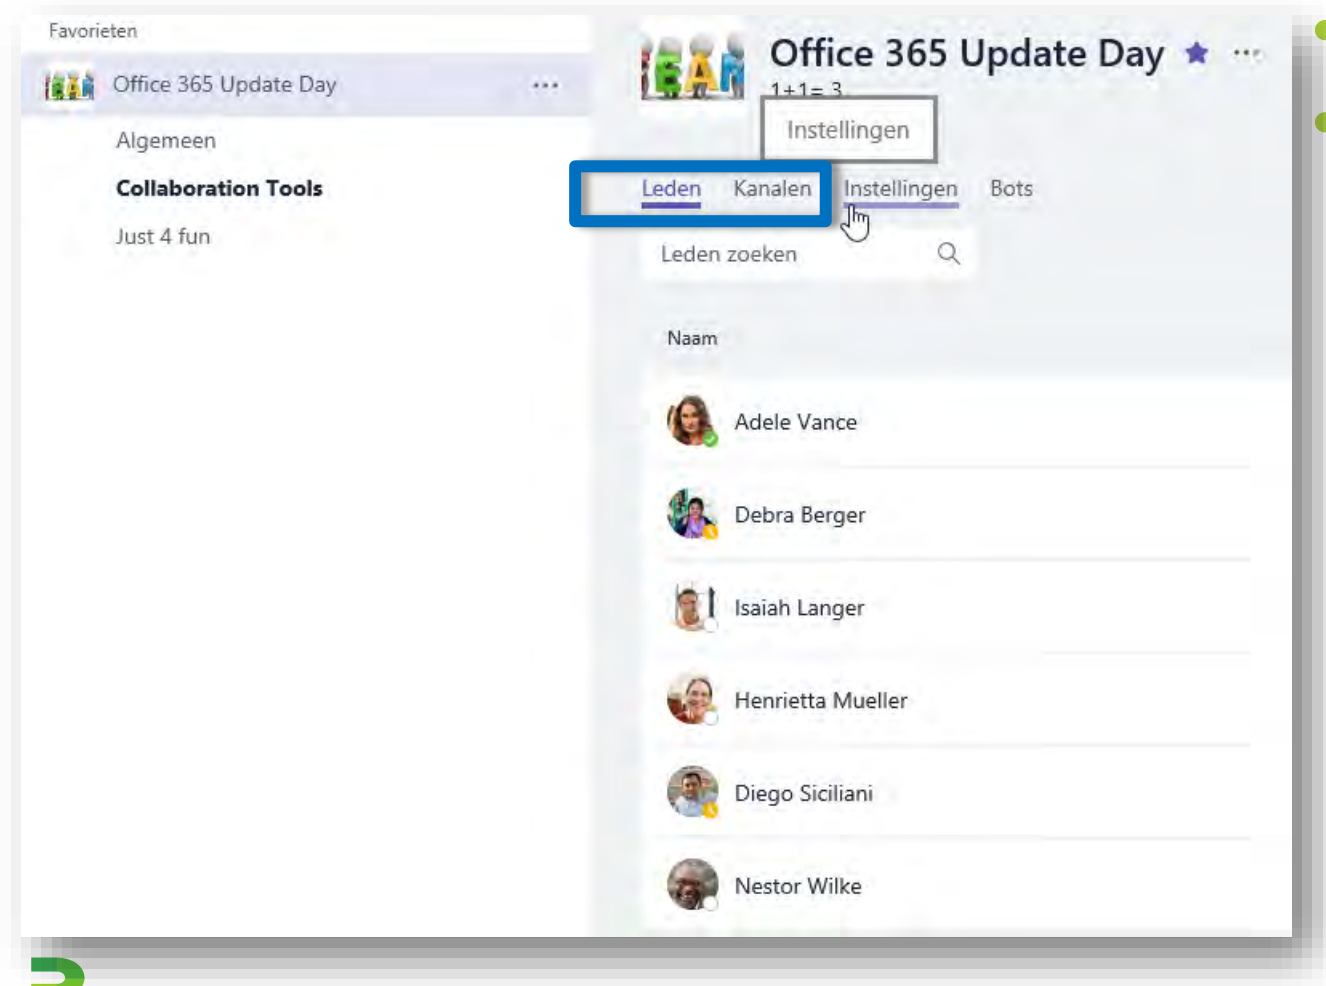 Favorieten
Office 365 Update Day
Algemeen
Collaboration Tools
Just 4 fun
Office 365 Update Day
1+1= 3
Instellingen
Leden Kanalen Instellingen Bots
Leden zoeken
Naam
Adele Vance
Debra Berger
Isaiah Langer
Henrietta Mueller
Diego Siciliani
Nestor Wilke